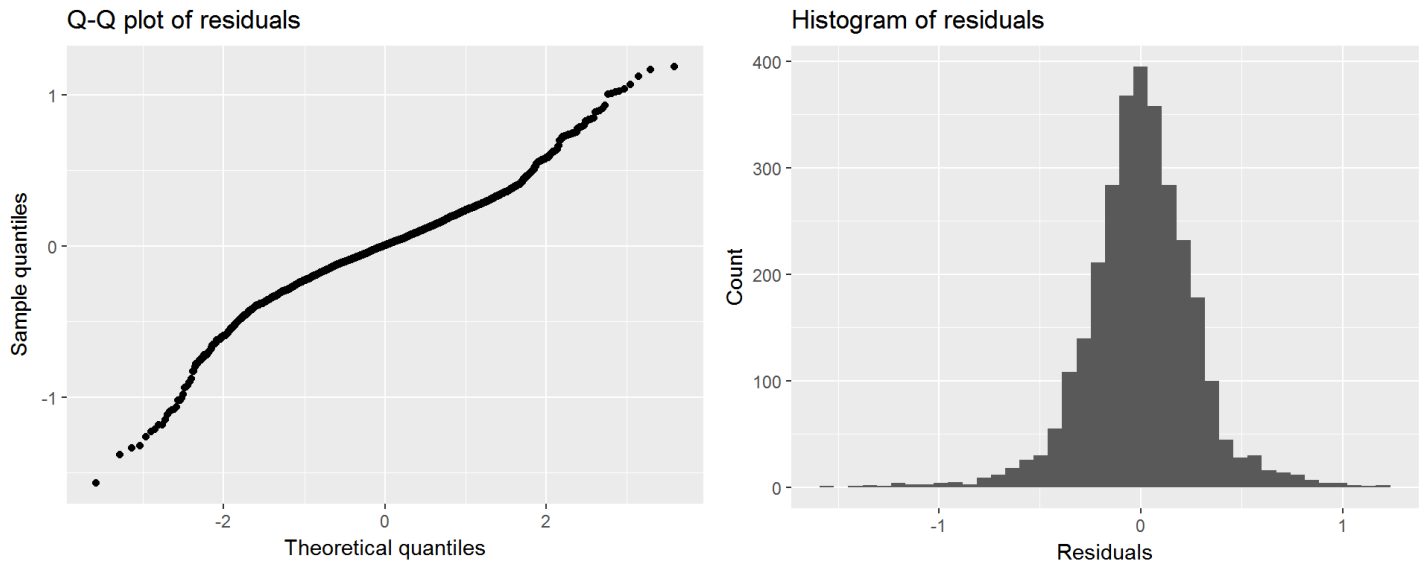 Q-Q plot of residuals
1
0
-1
-2
0
2
Sample quantiles
Theoretical quantiles
Histogram of residuals
400
300
200
100
0
-1
0
1
Count
Residuals